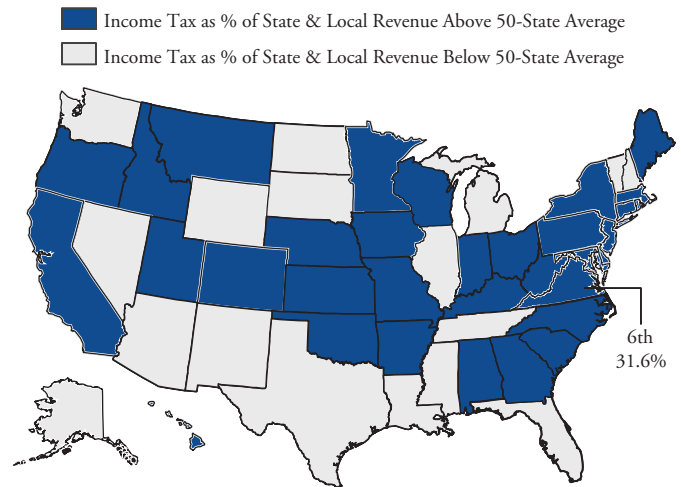 Income Tax as % of State & Local Revenue Above 50-State Average
Income Tax as % of State & Local Revenue Below 50-State Average
6th
31.6%